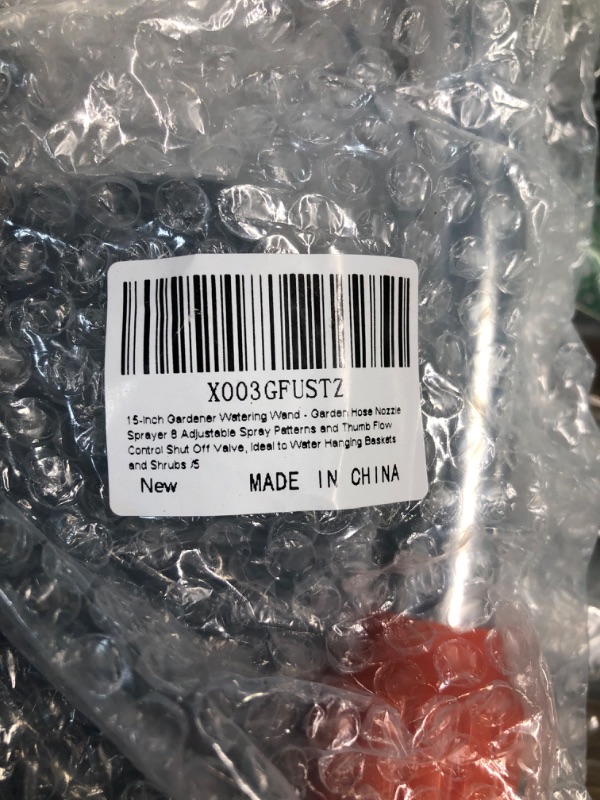 X003GFUSTZ
15-Inch Gardener Watering Wand - Garden Hose Nozzle
Sprayer 8 Adjustable Spray Patterns and Thumb Flow
Control Shut Off Valve, Ideal to Water Hanging Baskets
and Shrubs /5
New MADE IN CHINA